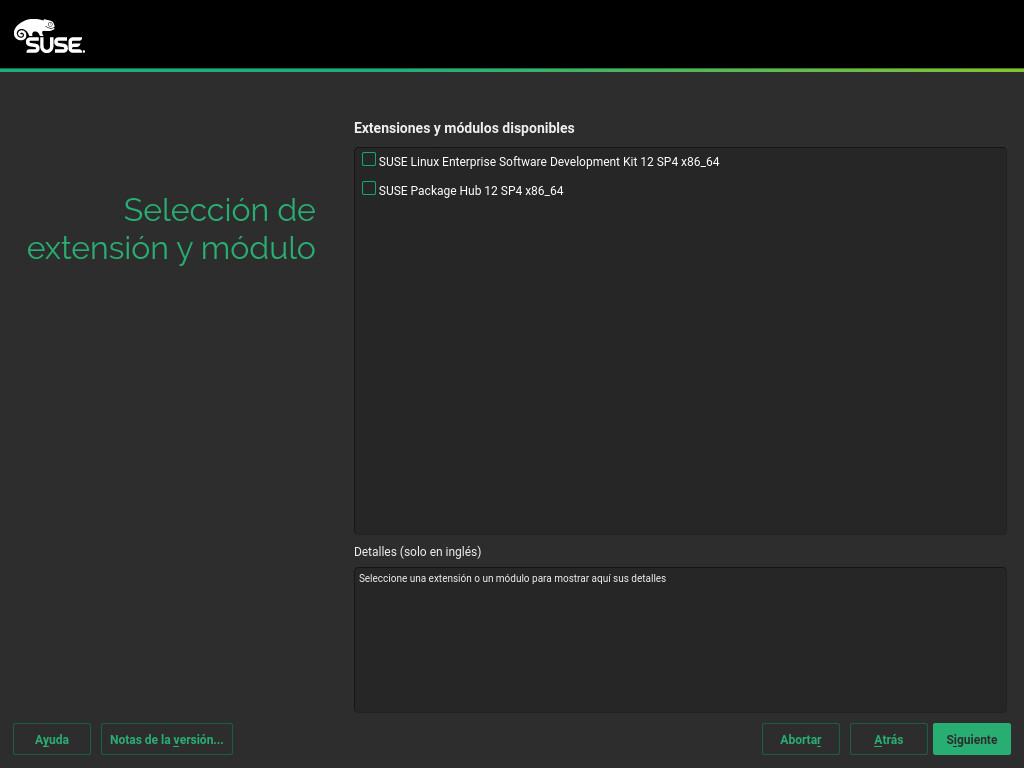 SUSE.
Extensiones y módulos disponibles
SUSE Linux Enterprise Software Development Kit 12 SP4 x86_64
SUSE Package Hub 12 SP4 x86_64
Selección de
extensión y módulo
Detalles (solo en inglés)
Seleccione una extensión o un módulo para mostrar aquí sus detalles
Ayuda
Notas de la versión...
Abortar
Atrás
Siguiente